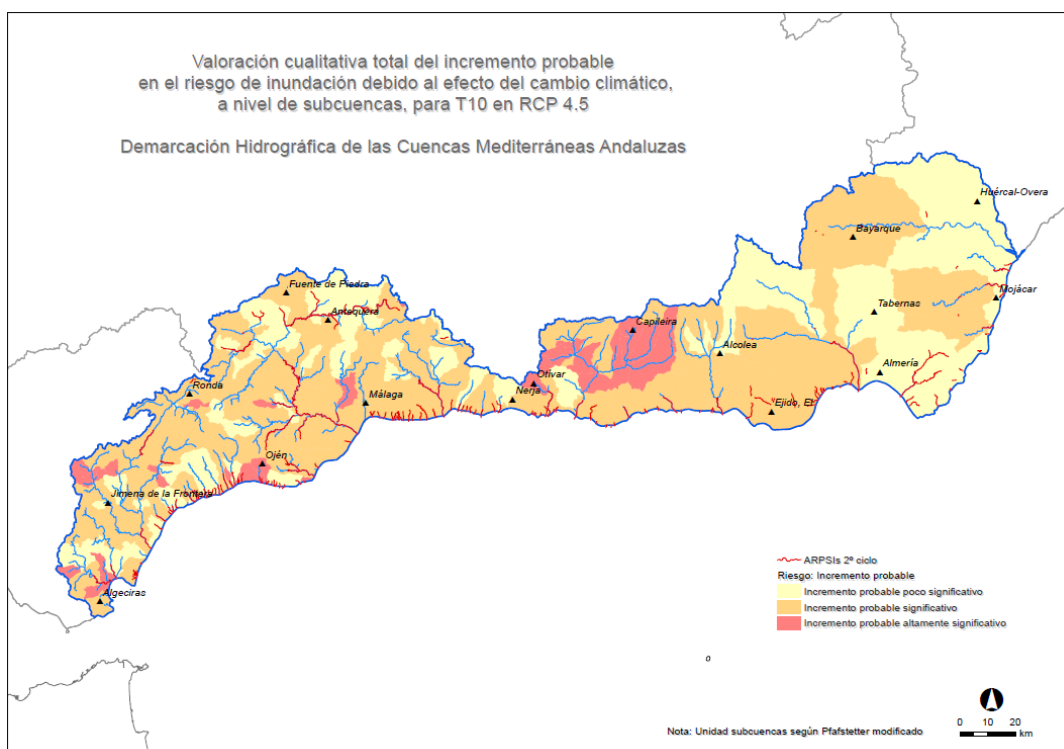 Valoración cualitativa total del incremento probable
en el riesgo de inundación debido al efecto del cambio climático,
a nivel de subcuencas, para T10 en RCP 4.5
Demarcación Hidrográfica de las Cuencas Mediterráneas Andaluzas
Huércal-Overa
Bayarque
Fuente de Piedra
Mojácar
Tabernas
Antequera
Capileira
Alcolea
Almería
Otívar
Ronda
Nerja
Málaga
Ejido, El
Ojén
Jimena de la Frontera
Algeciras
ARPSIs 2º ciclo
Riesgo: Incremento probable
Incremento probable poco significativo
Incremento probable significativo
Incremento probable altamente significativo
Nota: Unidad subcuencas según Pfafstetter modificado
0 10 20
km